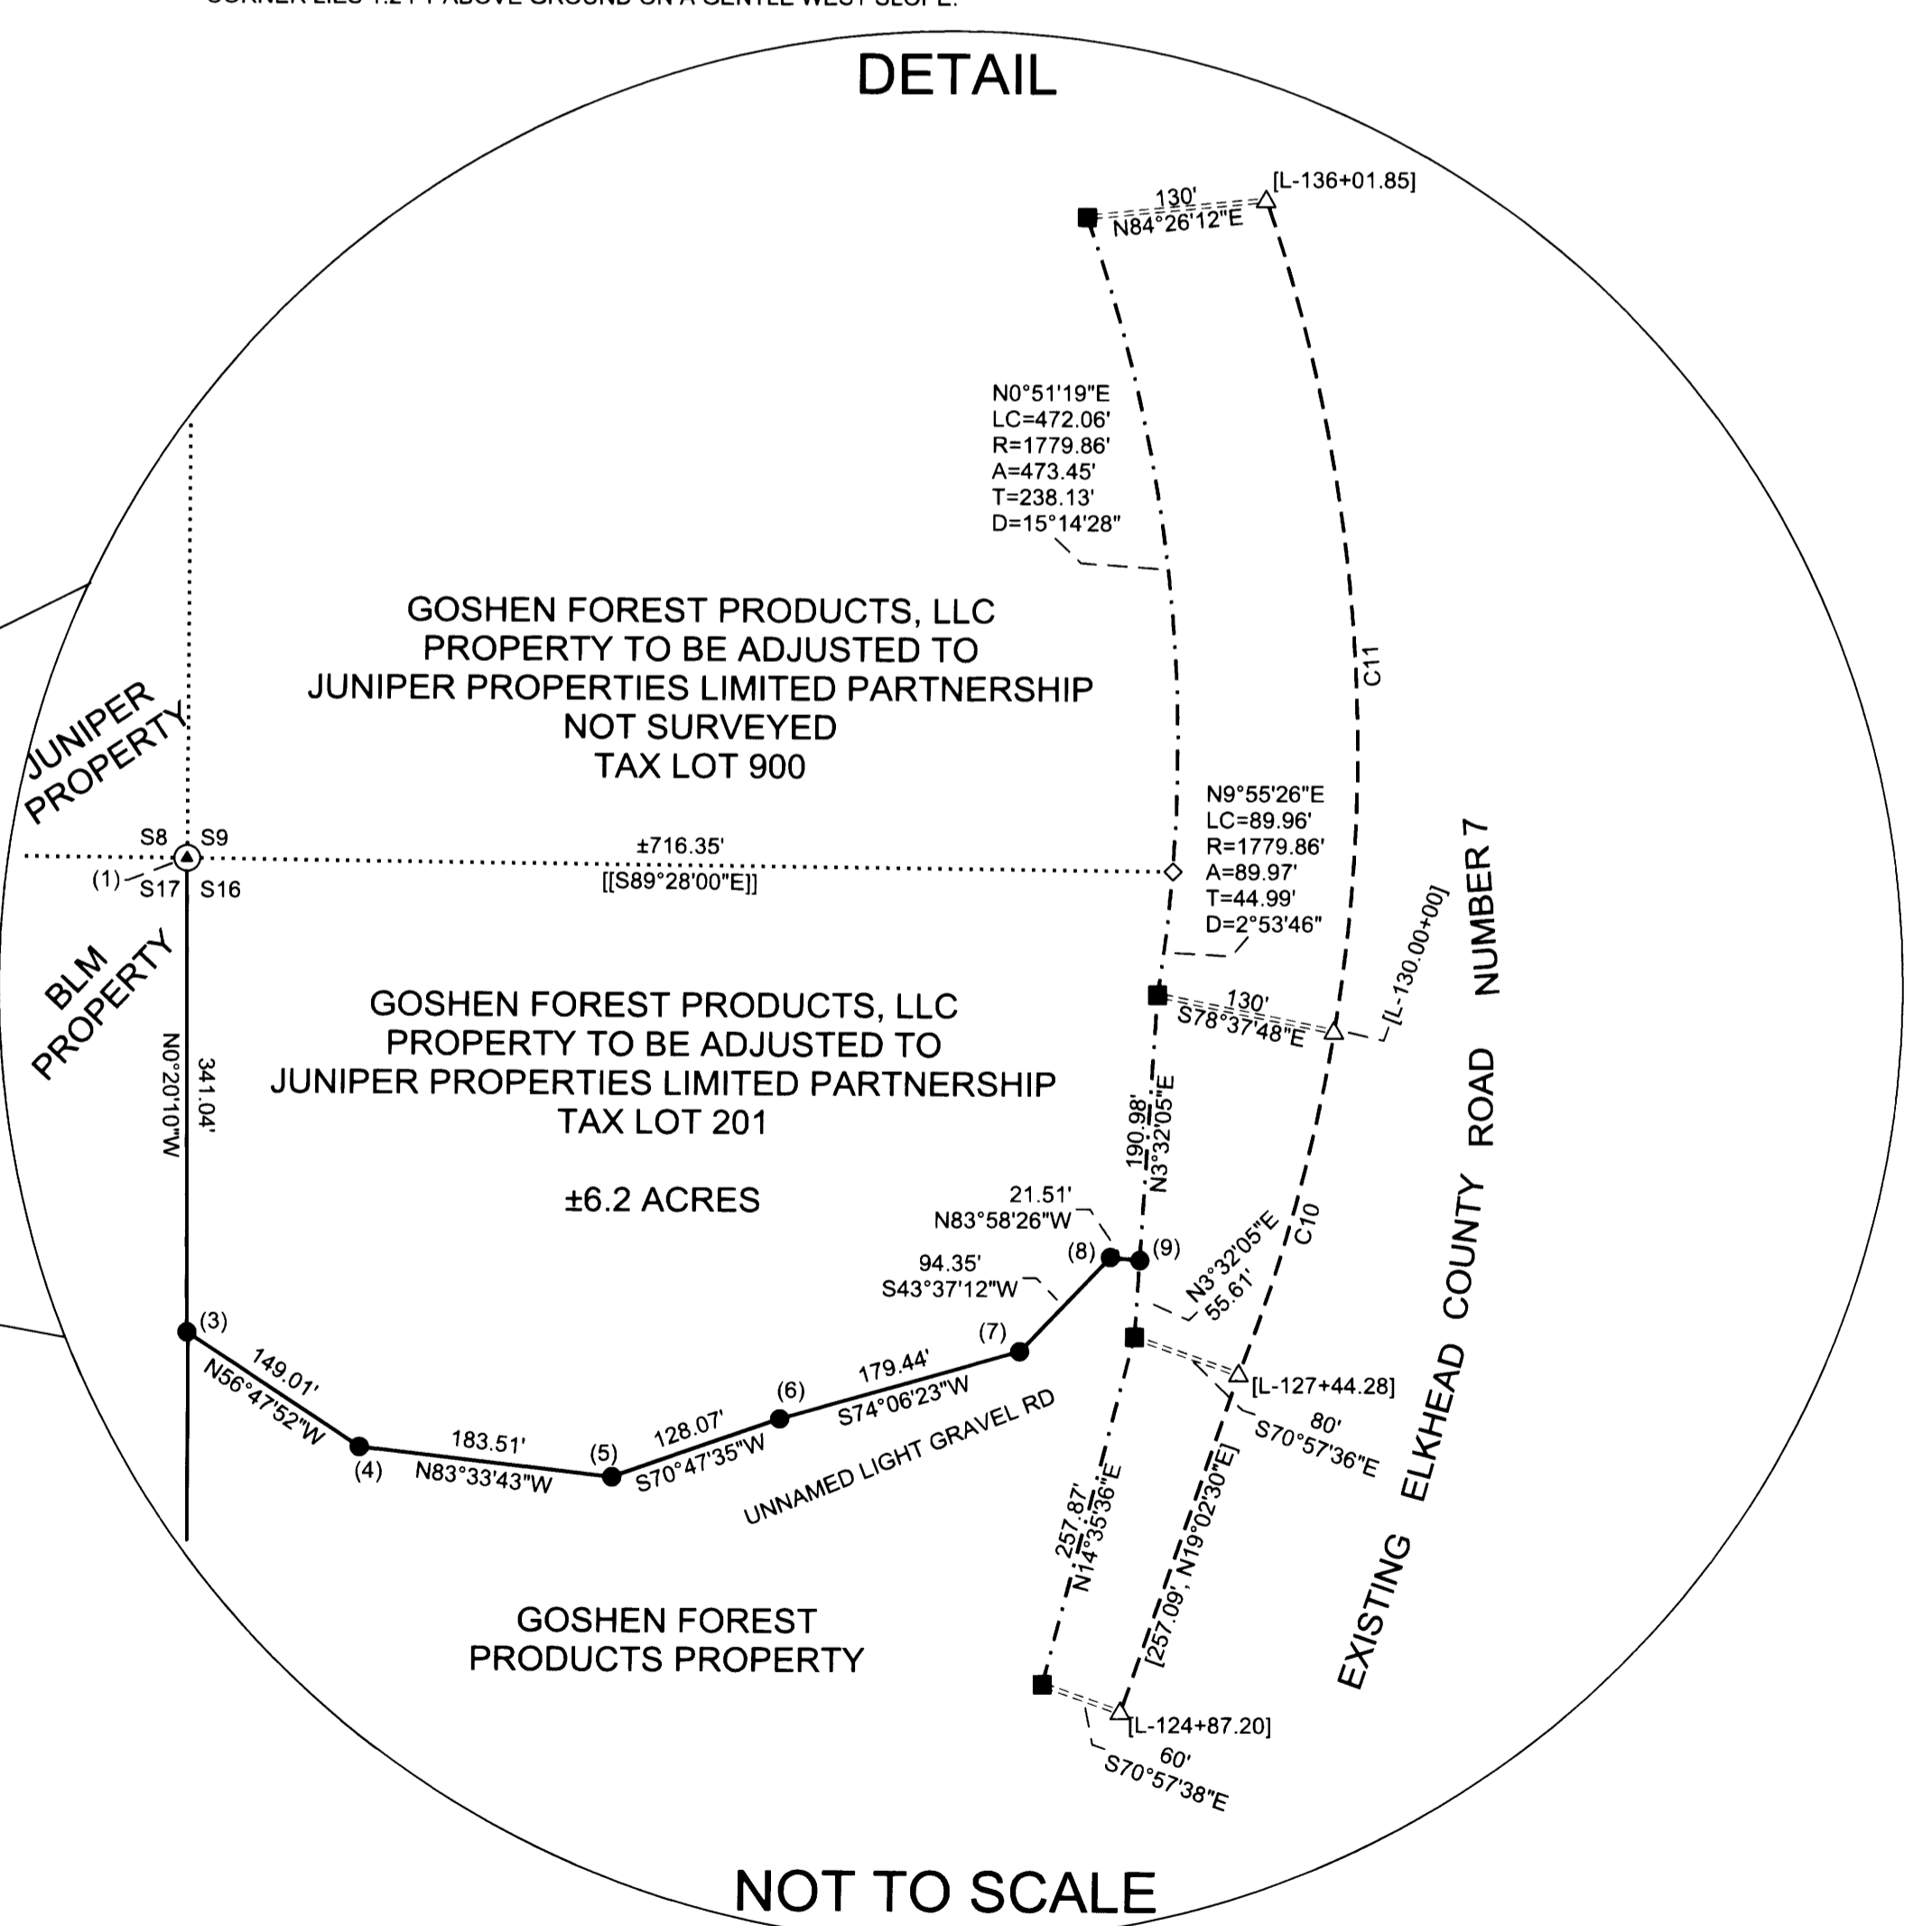 DETAIL
[L-136+01.85]
130'
N84°26'12"E
N0°51'19"E
LC=472.06'
R=1779.86'
A=473.45'
T=238.13'
D=15°14'28"
C11
GOSHEN FOREST PRODUCTS, LLC
PROPERTY TO BE ADJUSTED TO
JUNIPER PROPERTIES LIMITED PARTNERSHIP
NOT SURVEYED
TAX LOT 900
JUNIPER
PROPERTY
S8
S9
(1)
S17
S16
±716.35'
[[S89°28'00"E]]
N9°55'26"E
LC=89.96'
R=1779.86'
A=89.97'
T=44.99'
D=2°53'46"
[L-130.00+00]
130'
S78°37'48"E
BLM
PROPERTY
N0°20'10"W
341.04'
GOSHEN FOREST PRODUCTS, LLC
PROPERTY TO BE ADJUSTED TO
JUNIPER PROPERTIES LIMITED PARTNERSHIP
TAX LOT 201
±6.2 ACRES
190.98'
N3°32'05"E
21.51'
N83°58'26"W
(8)
(9)
94.35'
S43°37'12"W
N3°32'05"E
55.61'
C10
EXISTING ELKHEAD COUNTY ROAD NUMBER 7
(3)
149.01'
N56°47'52"W
(4)
183.51'
N83°33'43"W
(5)
128.07'
S70°47'35"W
(6)
179.44'
S74°06'23"W
(7)
UNNAMED LIGHT GRAVEL RD
[L-127+44.28]
80'
S70°57'36"E
257.87'
N14°35'36"E
[257.09', N19°02'30"E]
GOSHEN FOREST
PRODUCTS PROPERTY
[L-124+87.20]
60'
S70°57'38"E
NOT TO SCALE